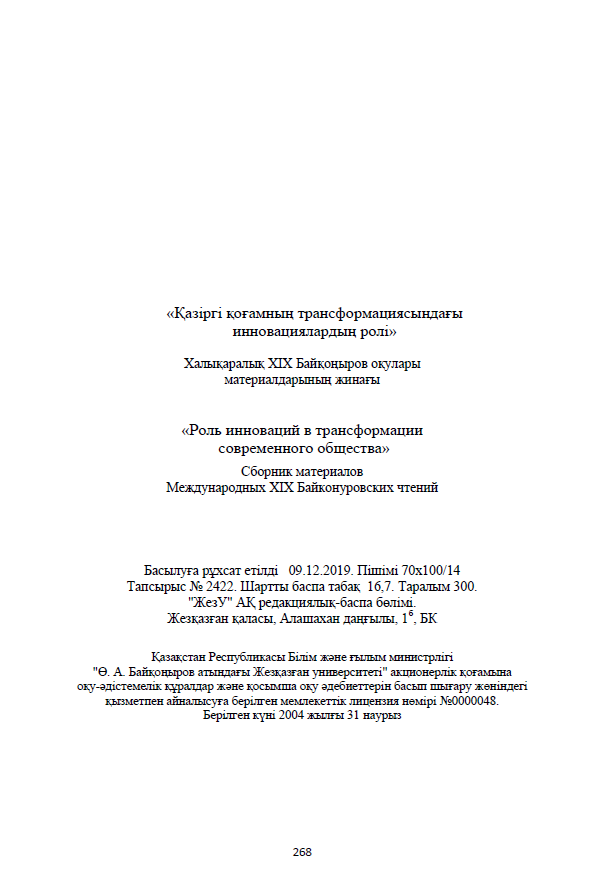 «Қазіргі қоғамның трансформациясындағы
инновациялардың ролі»
Халықаралық XIX Байқоңыров оқулары
материалдарының жинағы
«Роль инноваций в трансформации
современного общества»
Сборник материалов
Международных XIX Байконуровских чтений
Басылуға рұхсат етілді 09.12.2019. Пішімі 70х100/14
Тапсырыс № 2422. Шартты баспа табақ 16,7. Таралым 300.
"ЖезУ" АҚ редакциялық-баспа бөлімі.
Жезқазған қаласы, Алашахан даңғылы, 1б, БК
Қазақстан Республикасы Білім және ғылым министрлігі
"Ө. А. Байқоңыров атындағы Жезқазған университеті" акционерлік қоғамына
оқу-әдістемелік құралдар және қосымша оқу әдебиеттерін басып шығару жөніндегі
қызметпен айналысуға берілген мемлекеттік лицензия нөмірі №0000048.
Берілген күні 2004 жылғы 31 наурыз
268